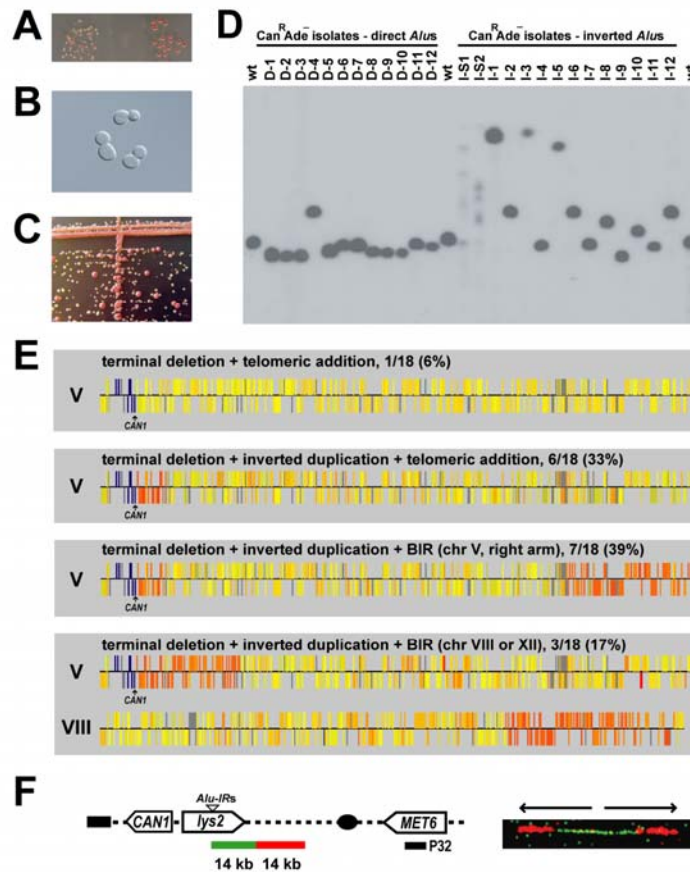 A
B
C
D
Can^R Ade^− isolates - direct Alus
Can^R Ade^− isolates - inverted Alus
wt D-1 D-2 D-3 D-4 D-5 D-6 D-7 D-8 D-9 D-10 D-11 D-12 wt I-S1 I-S2 I-1 I-2 I-3 I-4 I-5 I-6 I-7 I-8 I-9 I-10 I-11 I-12 wt
E
terminal deletion + telomeric addition, 1/18 (6%)
V
CAN1
terminal deletion + inverted duplication + telomeric addition, 6/18 (33%)
V
CAN1
terminal deletion + inverted duplication + BIR (chr V, right arm), 7/18 (39%)
V
CAN1
terminal deletion + inverted duplication + BIR (chr VIII or XII), 3/18 (17%)
V
CAN1
VIII
F
Alu-IRs
CAN1 lys2 MET6
P32
14 kb 14 kb